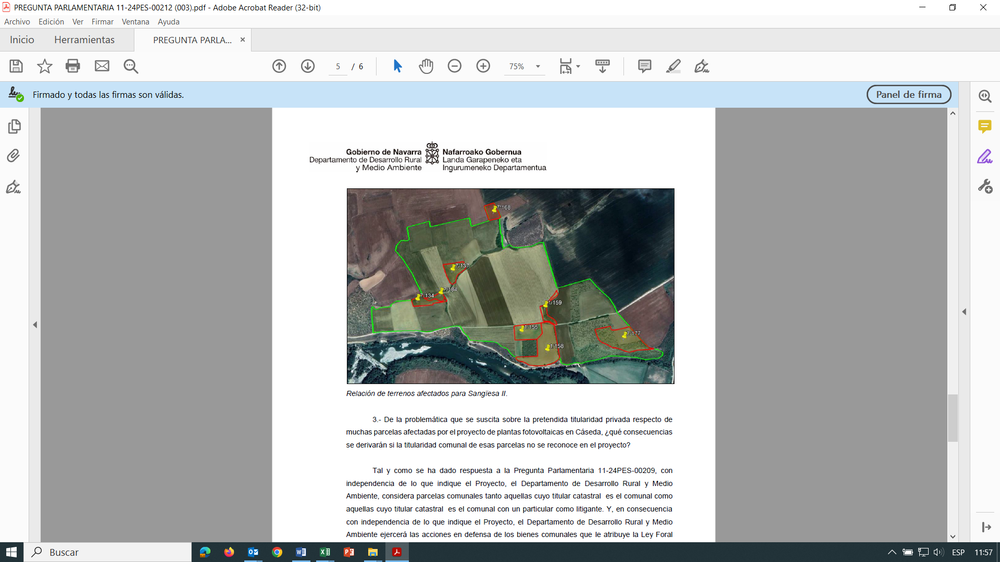 PREGUNTA PARLAMENTARIA 11-24PES-00212 (003).pdf - Adobe Acrobat Reader (32-bit)
Archivo Edición Ver Firmar Ventana Ayuda
Inicio Herramientas PREGUNTA PARLA... ×
5 / 6 75%
Firmado y todas las firmas son válidas.
Panel de firma
Gobierno de Navarra Nafarroako Gobernua
Departamento de Desarrollo Rural Landa Garapeneko eta
y Medio Ambiente Ingurumeneko Departamentua
7/168
7/137
7/184
7/134
1/159
1/155
7/177
1/158
Relación de terrenos afectados para Sangïesa II.
3.- De la problemática que se suscita sobre la pretendida titularidad privada respecto de
muchas parcelas afectadas por el proyecto de plantas fotovoltaicas en Cáseda, ¿qué consecuencias
se derivarán si la titularidad comunal de esas parcelas no se reconoce en el proyecto?
Tal y como se ha dado respuesta a la Pregunta Parlamentaria 11-24PES-00209, con
independencia de lo que indique el Proyecto, el Departamento de Desarrollo Rural y Medio
Ambiente, considera parcelas comunales tanto aquellas cuyo titular catastral es el comunal como
aquellas cuyo titular catastral es el comunal con un particular como litigante. Y, en consecuencia
con independencia de lo que indique el Proyecto, el Departamento de Desarrollo Rural y Medio
Ambiente ejercerá las acciones en defensa de los bienes comunales que le atribuye la Ley Foral
Buscar
ESP 11:57